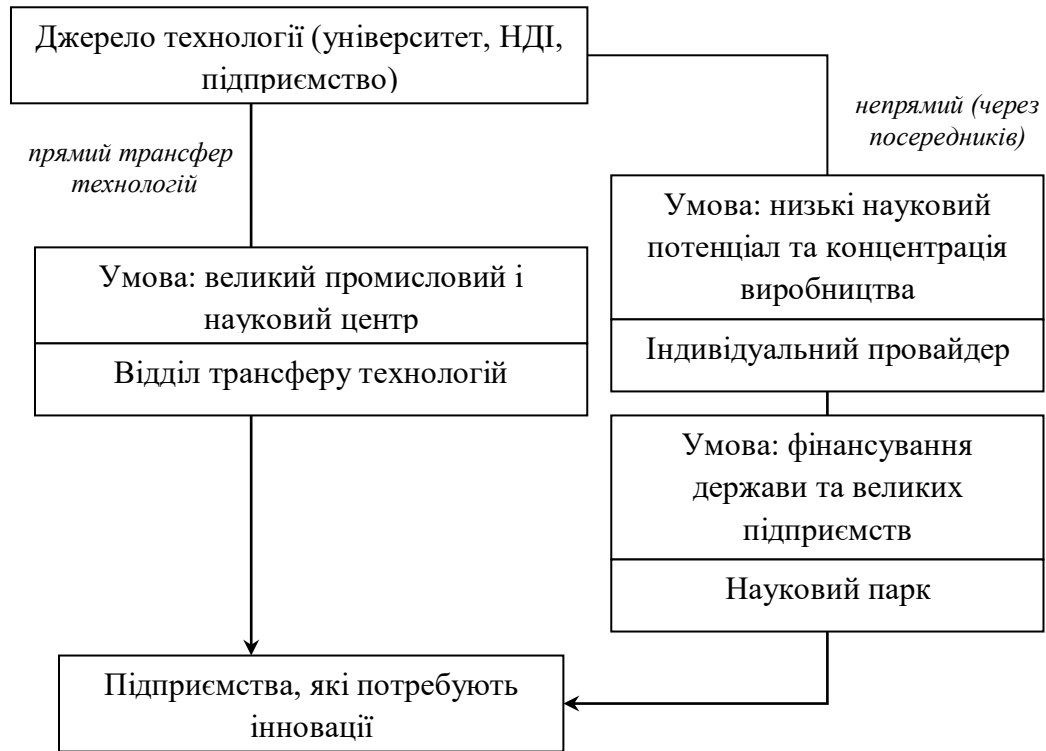 Джерело технології (університет, НДІ,
підприємство)
прямий трансфер
технологій
непрямий (через
посередників)
Умова: великий промисловий і
науковий центр
Відділ трансферу технологій
Умова: низькі науковий
потенціал та концентрація
виробництва
Індивідуальний провайдер
Умова: фінансування
держави та великих
підприємств
Науковий парк
Підприємства, які потребують
інновації